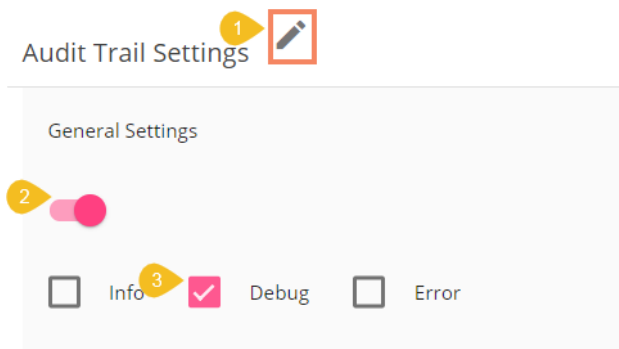 1
Audit Trail Settings
General Settings
2
3
Info Debug Error